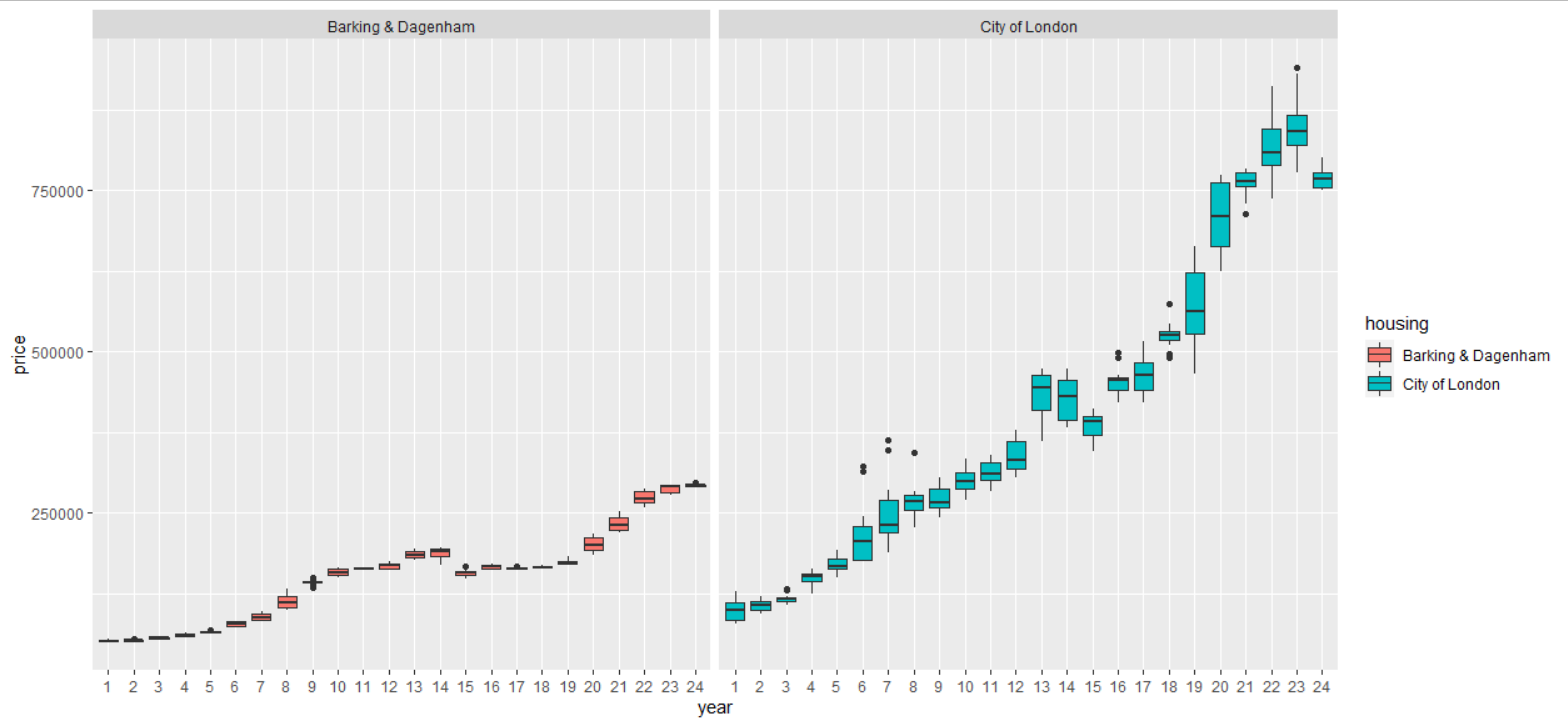 Barking & Dagenham
City of London
price
750000
500000
250000
1 2 3 4 5 6 7 8 9 10 11 12 13 14 15 16 17 18 19 20 21 22 23 24
1 2 3 4 5 6 7 8 9 10 11 12 13 14 15 16 17 18 19 20 21 22 23 24
year
housing
Barking & Dagenham
City of London